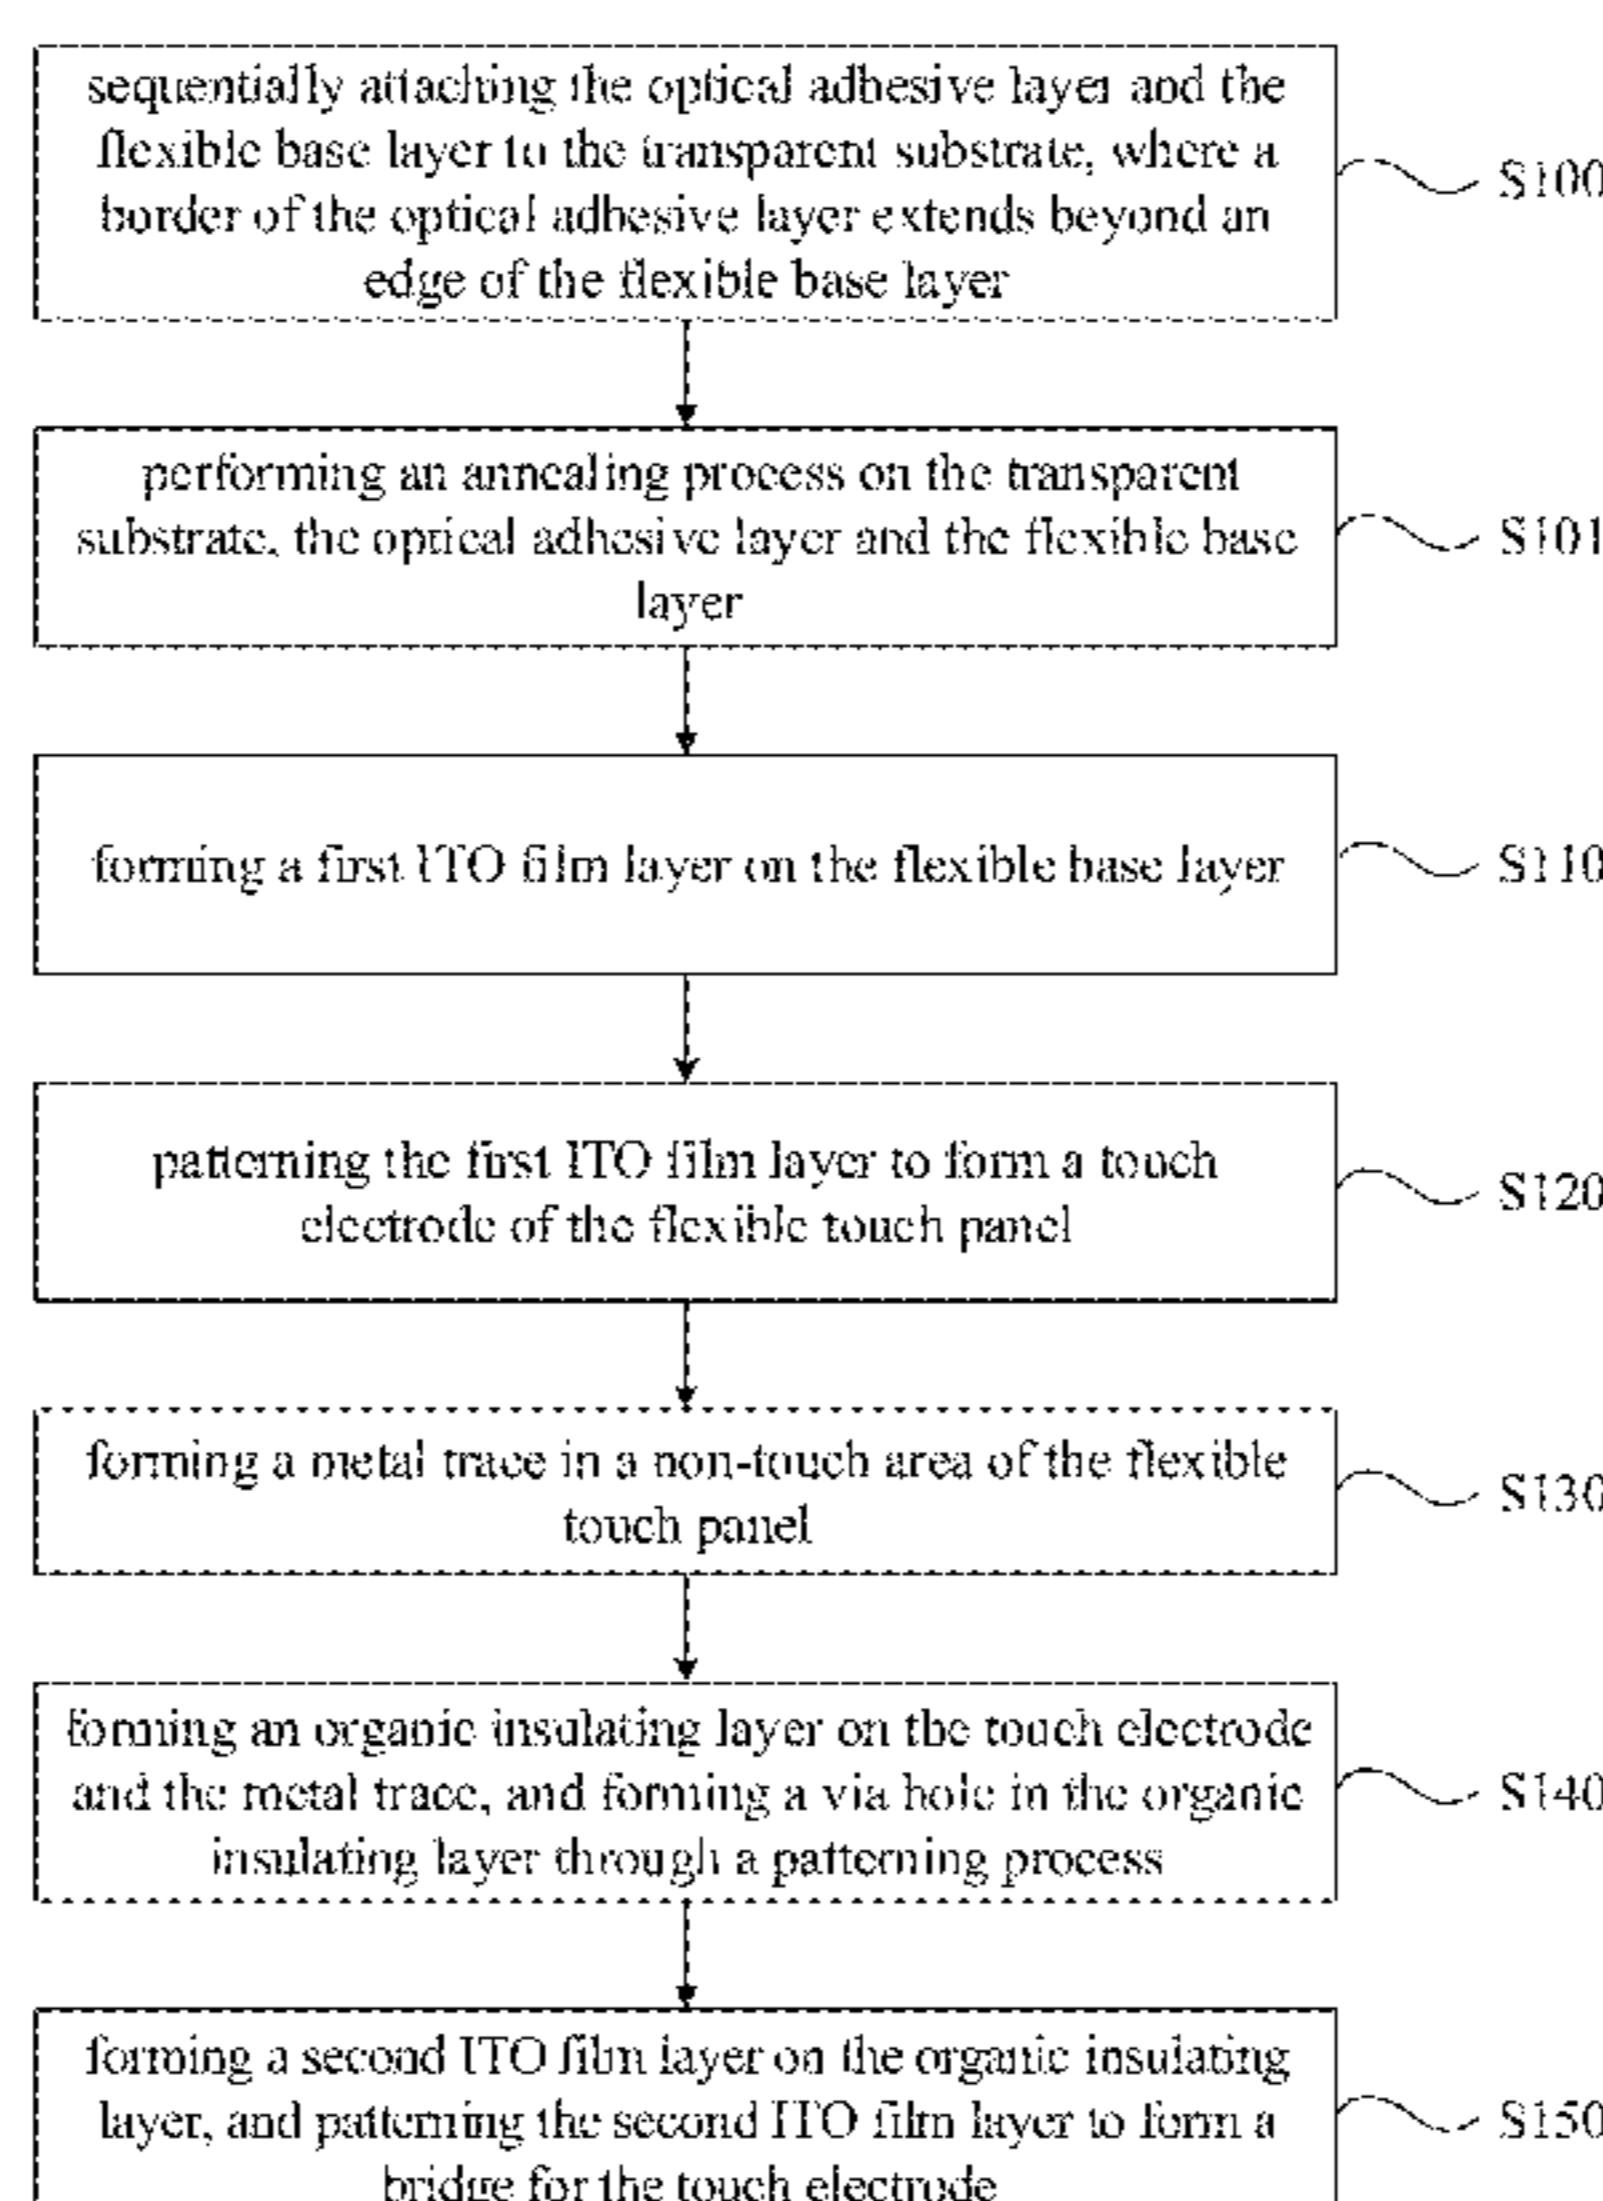 sequentially attaching the optical adhesive layer and the
flexible base layer to the transparent substrate, where a
border of the optical adhesive layer extends beyond an
edge of the flexible base layer
S100
performing an annealing process on the transparent
substrate, the optical adhesive layer and the flexible base
layer
S101
forming a first ITO film layer on the flexible base layer
S110
patterning the first ITO film layer to form a touch
electrode of the flexible touch panel
S120
forming a metal trace in a non-touch area of the flexible
touch panel
S130
forming an organic insulating layer on the touch electrode
and the metal trace, and forming a via hole in the organic
insulating layer through a patterning process
S140
forming a second ITO film layer on the organic insulating
layer, and patterning the second ITO film layer to form a
bridge for the touch electrode
S150